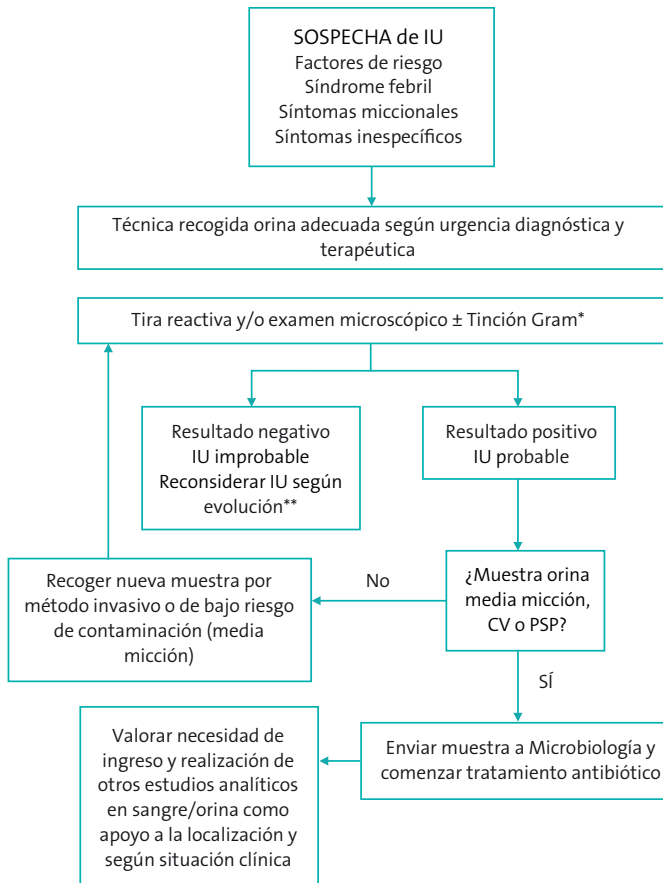 SOSPECHA de IU
Factores de riesgo
Síndrome febril
Síntomas miccionales
Síntomas inespecíficos
Técnica recogida orina adecuada según urgencia diagnóstica y
terapéutica
Tira reactiva y/o examen microscópico ± Tinción Gram*
Resultado negativo
IU improbable
Reconsiderar IU según
evolución**
Resultado positivo
IU probable
¿Muestra orina
media micción,
CV o PSP?
No
Recoger nueva muestra por
método invasivo o de bajo riesgo
de contaminación (media
micción)
SÍ
Enviar muestra a Microbiología y
comenzar tratamiento antibiótico
Valorar necesidad de
ingreso y realización de
otros estudios analíticos
en sangre/orina como
apoyo a la localización y
según situación clínica